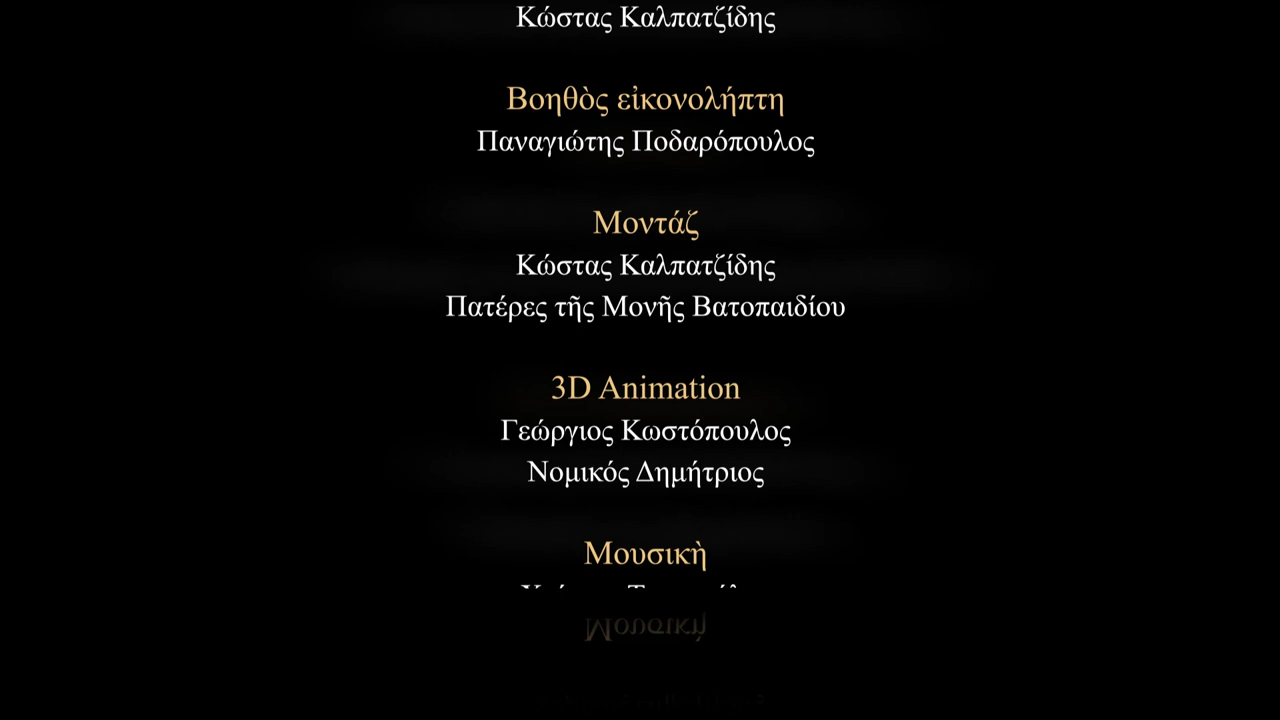 Κώστας Καλπατζίδης
Βοηθὸς εἰκονολήπτη
Παναγιώτης Ποδαρόπουλος
Μοντάζ
Κώστας Καλπατζίδης
Πατέρες τῆς Μονῆς Βατοπαιδίου
3D Animation
Γεώργιος Κωστόπουλος
Νομικός Δημήτριος
Μουσικὴ